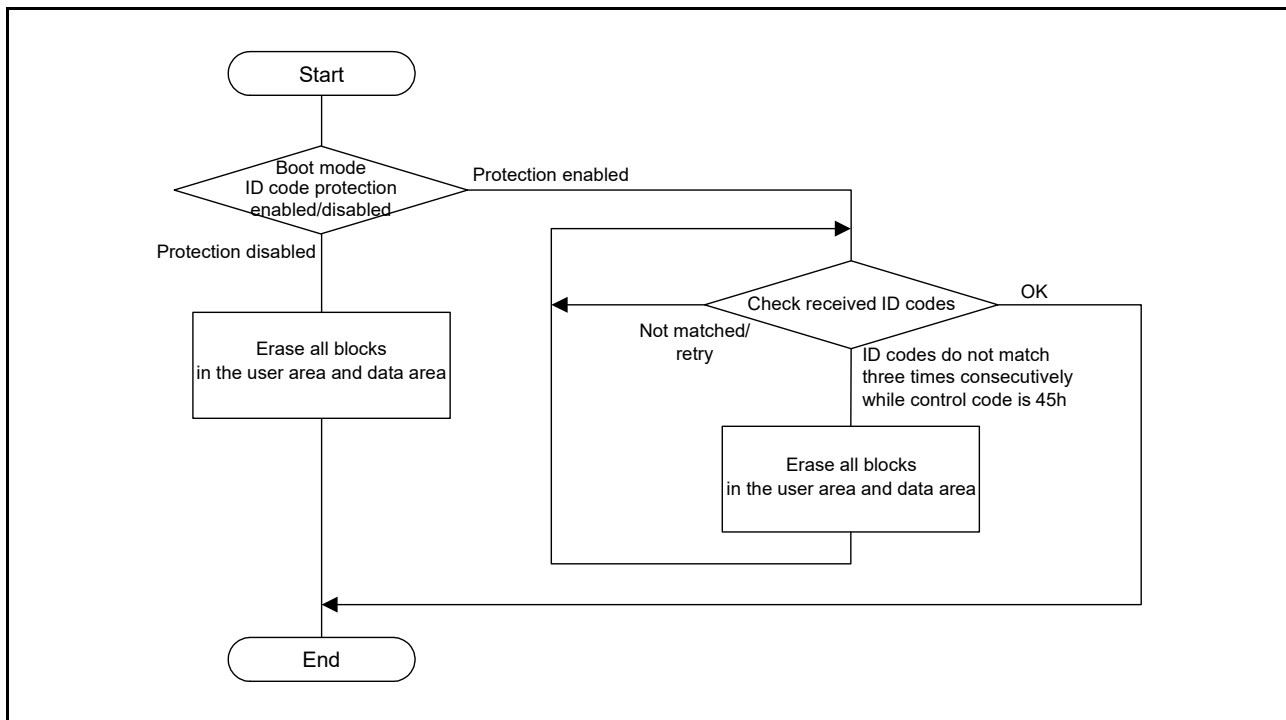 Start
Boot mode
ID code protection
enabled/disabled
Protection enabled
Protection disabled
Erase all blocks
in the user area and data area
Check received ID codes
OK
Not matched/
retry
ID codes do not match
three times consecutively
while control code is 45h
Erase all blocks
in the user area and data area
End